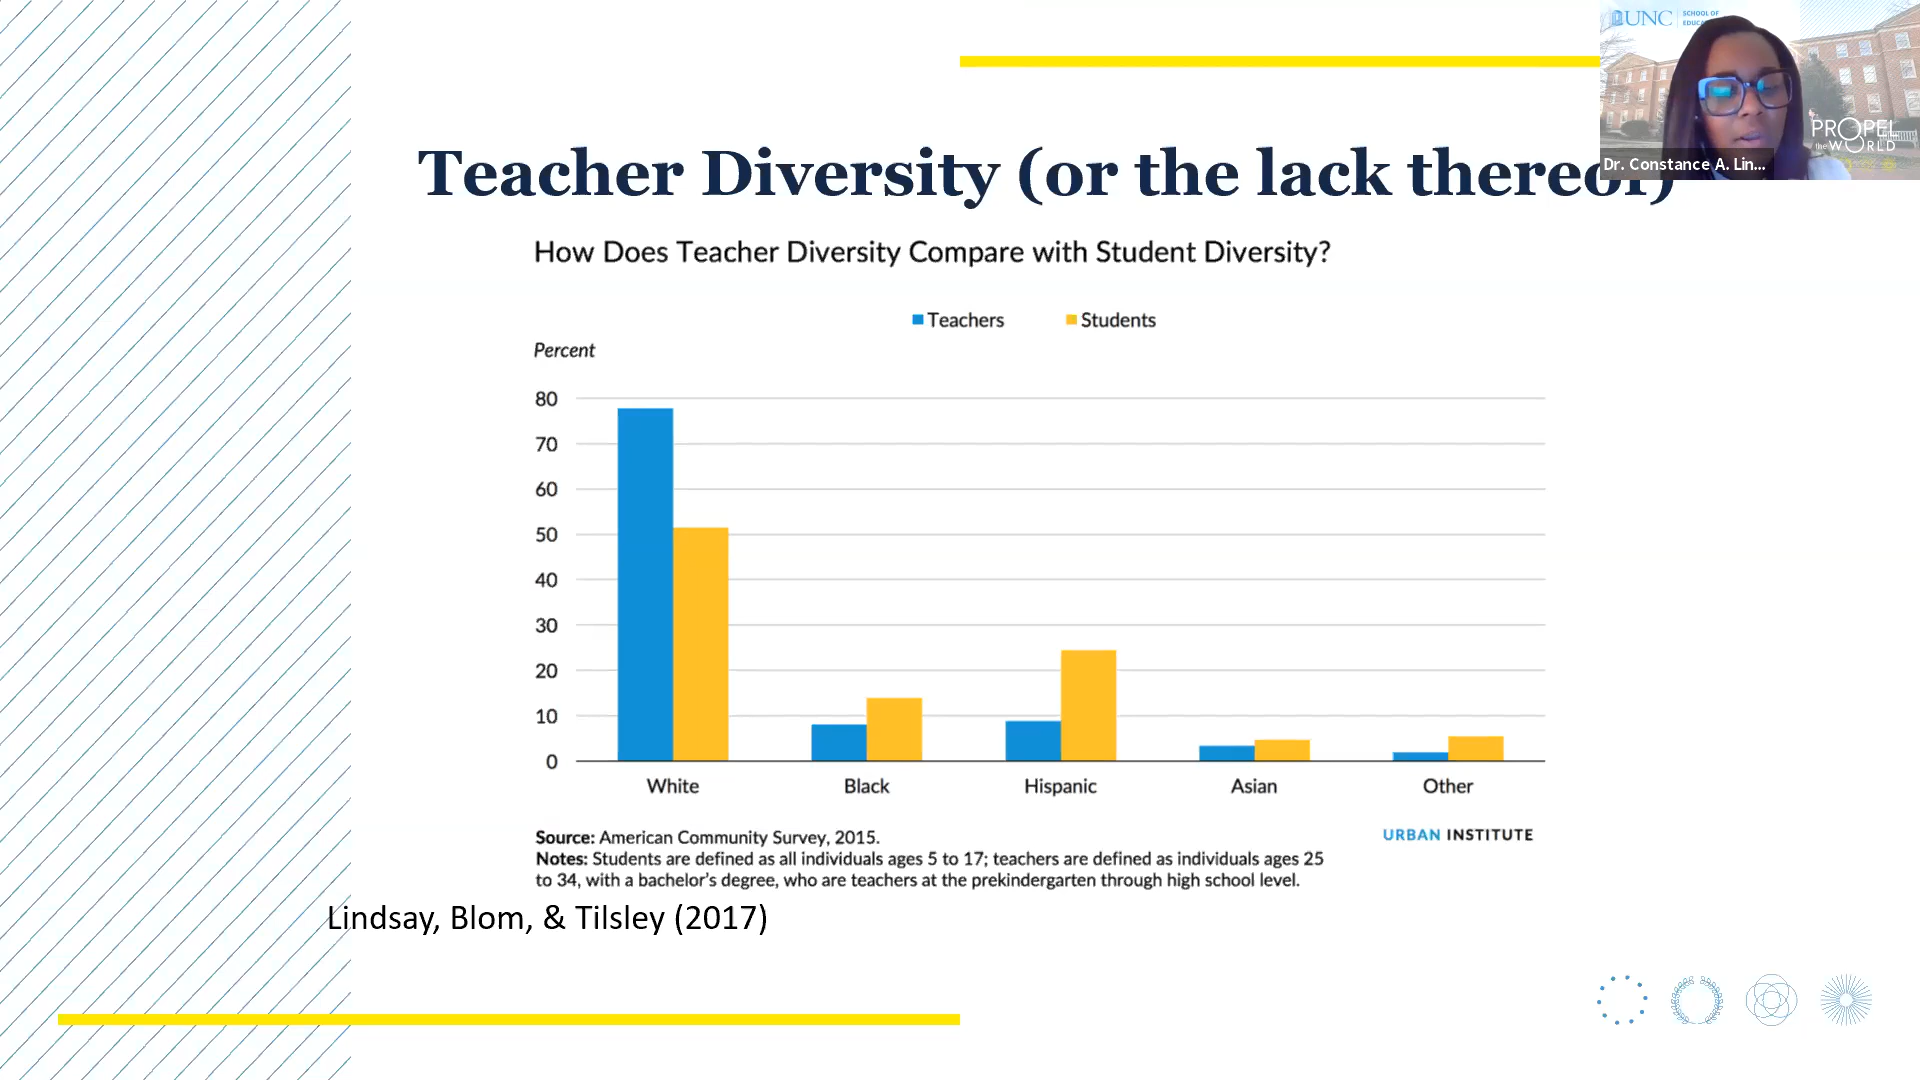 UNC SCHOOL OF
PROPEL
the WORLD
Dr. Constance A. Lin...
Teacher Diversity (or the lack thereof)
How Does Teacher Diversity Compare with Student Diversity?
Teachers Students
Percent
80
70
60
50
40
30
20
10
0
White Black Hispanic Asian Other
Source: American Community Survey, 2015.
URBAN INSTITUTE
Notes: Students are defined as all individuals ages 5 to 17; teachers are defined as individuals ages 25
to 34, with a bachelor’s degree, who are teachers at the prekindergarten through high school level.
Lindsay, Blom, & Tilsley (2017)